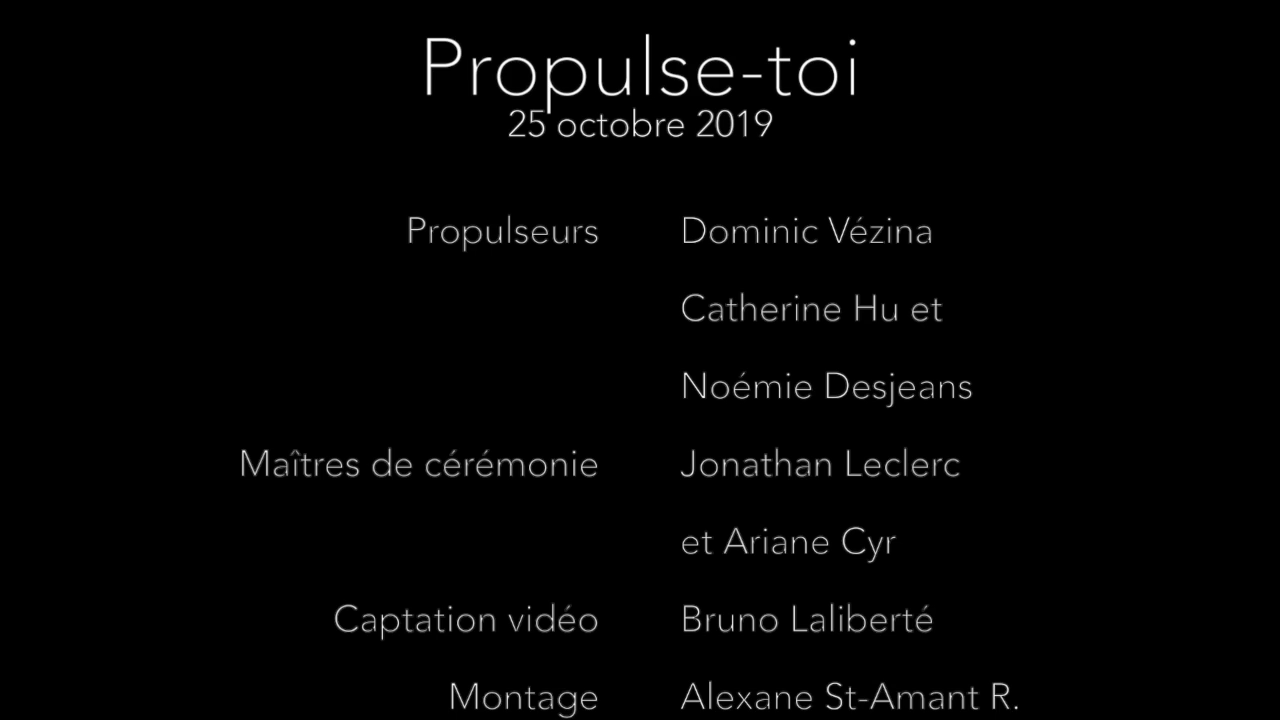 Propulse-toi
25 octobre 2019
Propulseurs Dominic Vézina
Catherine Hu et
Noémie Desjeans
Maîtres de cérémonie Jonathan Leclerc
et Ariane Cyr
Captation vidéo Bruno Laliberté
Montage Alexane St-Amant R.